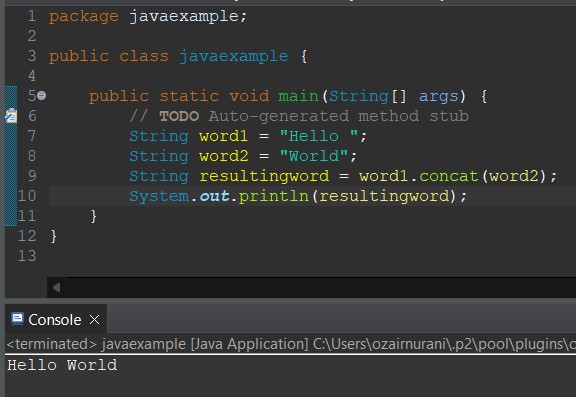 1 package javaexample;
2
3 public class javaexample {
4
5 public static void main(String[] args) {
6 // TODO Auto-generated method stub
7 String word1 = "Hello ";
8 String word2 = "World";
9 String resultingword = word1.concat(word2);
10 System.out.println(resultingword);
11 }
12 }
13
Console
<terminated> javaexample [Java Application] C:\Users\ozairnurani\.p2\pool\plugins\o
Hello World